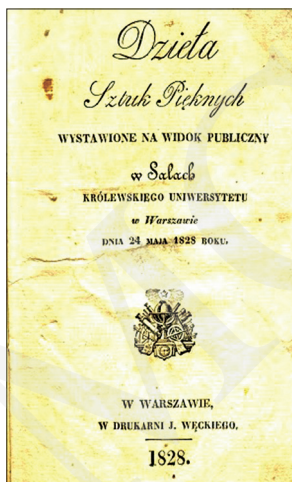 Dzieła
Sztuk Pięknych
WYSTAWIONE NA WIDOK PUBLICZNY
w Salach
KRÓLEWSKIEGO UNIWERSYTETU
w Warszawie
DNIA 24 MAJA 1828 ROKU.
W WARSZAWIE,
W DRUKARNI J. WĘCKIEGO.
1828.